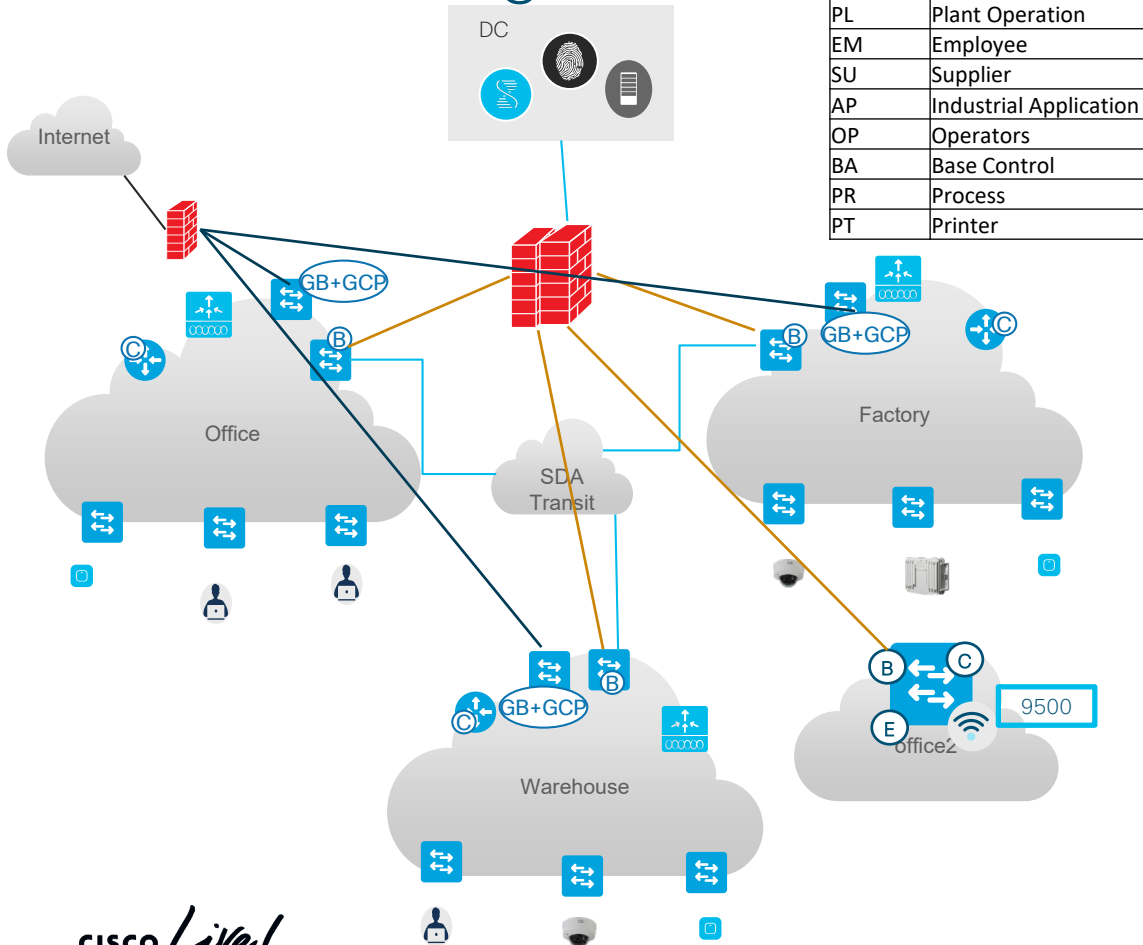 DC
PL Plant Operation
EM Employee
SU Supplier
AP Industrial Application
OP Operators
BA Base Control
PR Process
PT Printer
Internet
GB+GCP
B
C
Office
GB+GCP
B
C
Factory
SDA
Transit
GB+GCP
B
C
Warehouse
B
C
E
9500
office2
CISCO Live!